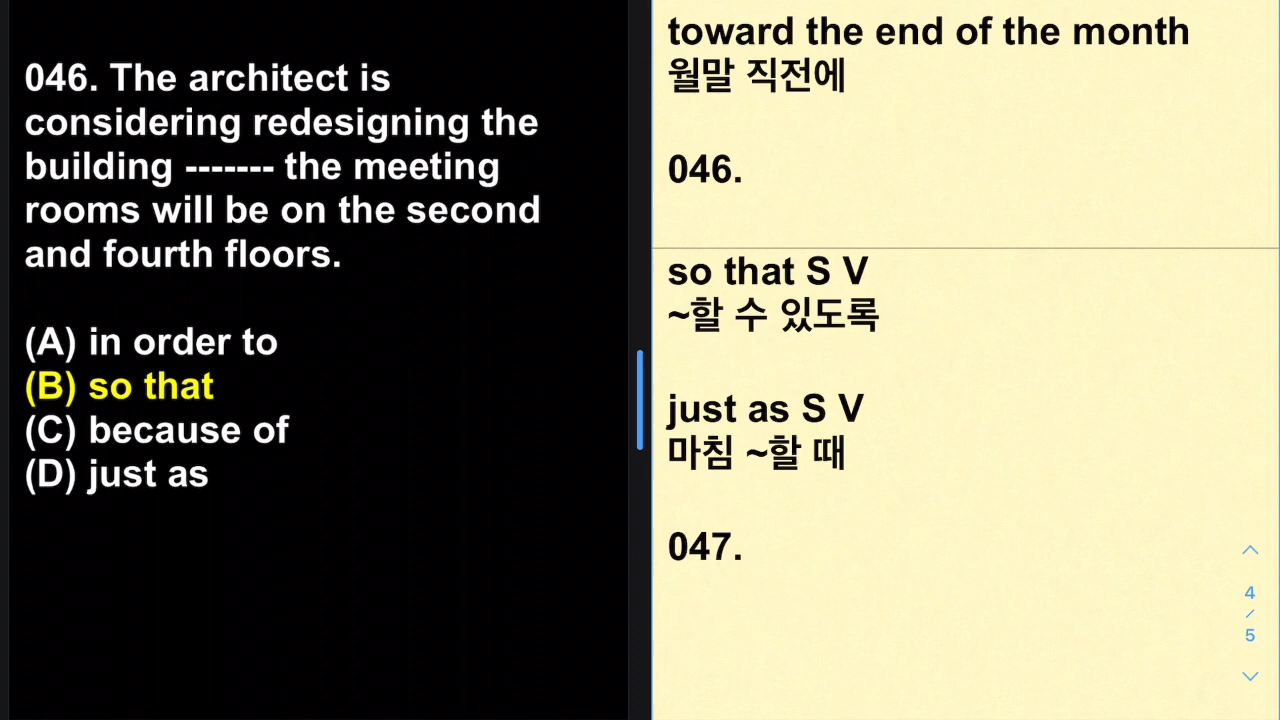 046. The architect is
considering redesigning the
building ------- the meeting
rooms will be on the second
and fourth floors.
(A) in order to
(B) so that
(C) because of
(D) just as
toward the end of the month
월말 직전에
046.
so that S V
~할 수 있도록
just as S V
마침 ~할 때
047.
4
/
5